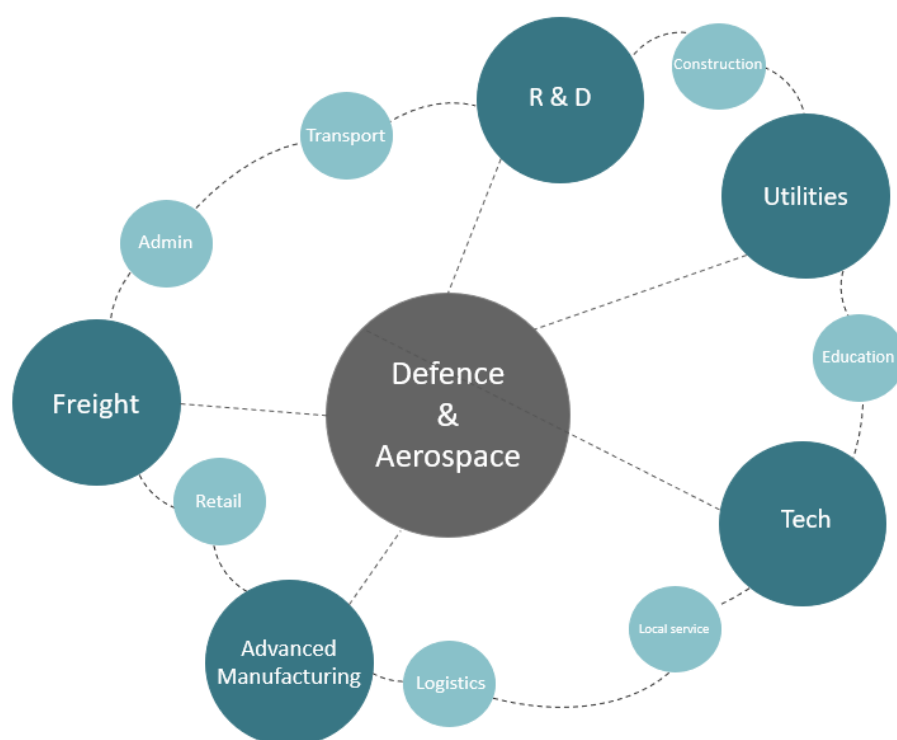 R & D
Construction
Transport
Utilities
Admin
Education
Defence
&
Aerospace
Freight
Retail
Tech
Local service
Advanced
Manufacturing
Logistics